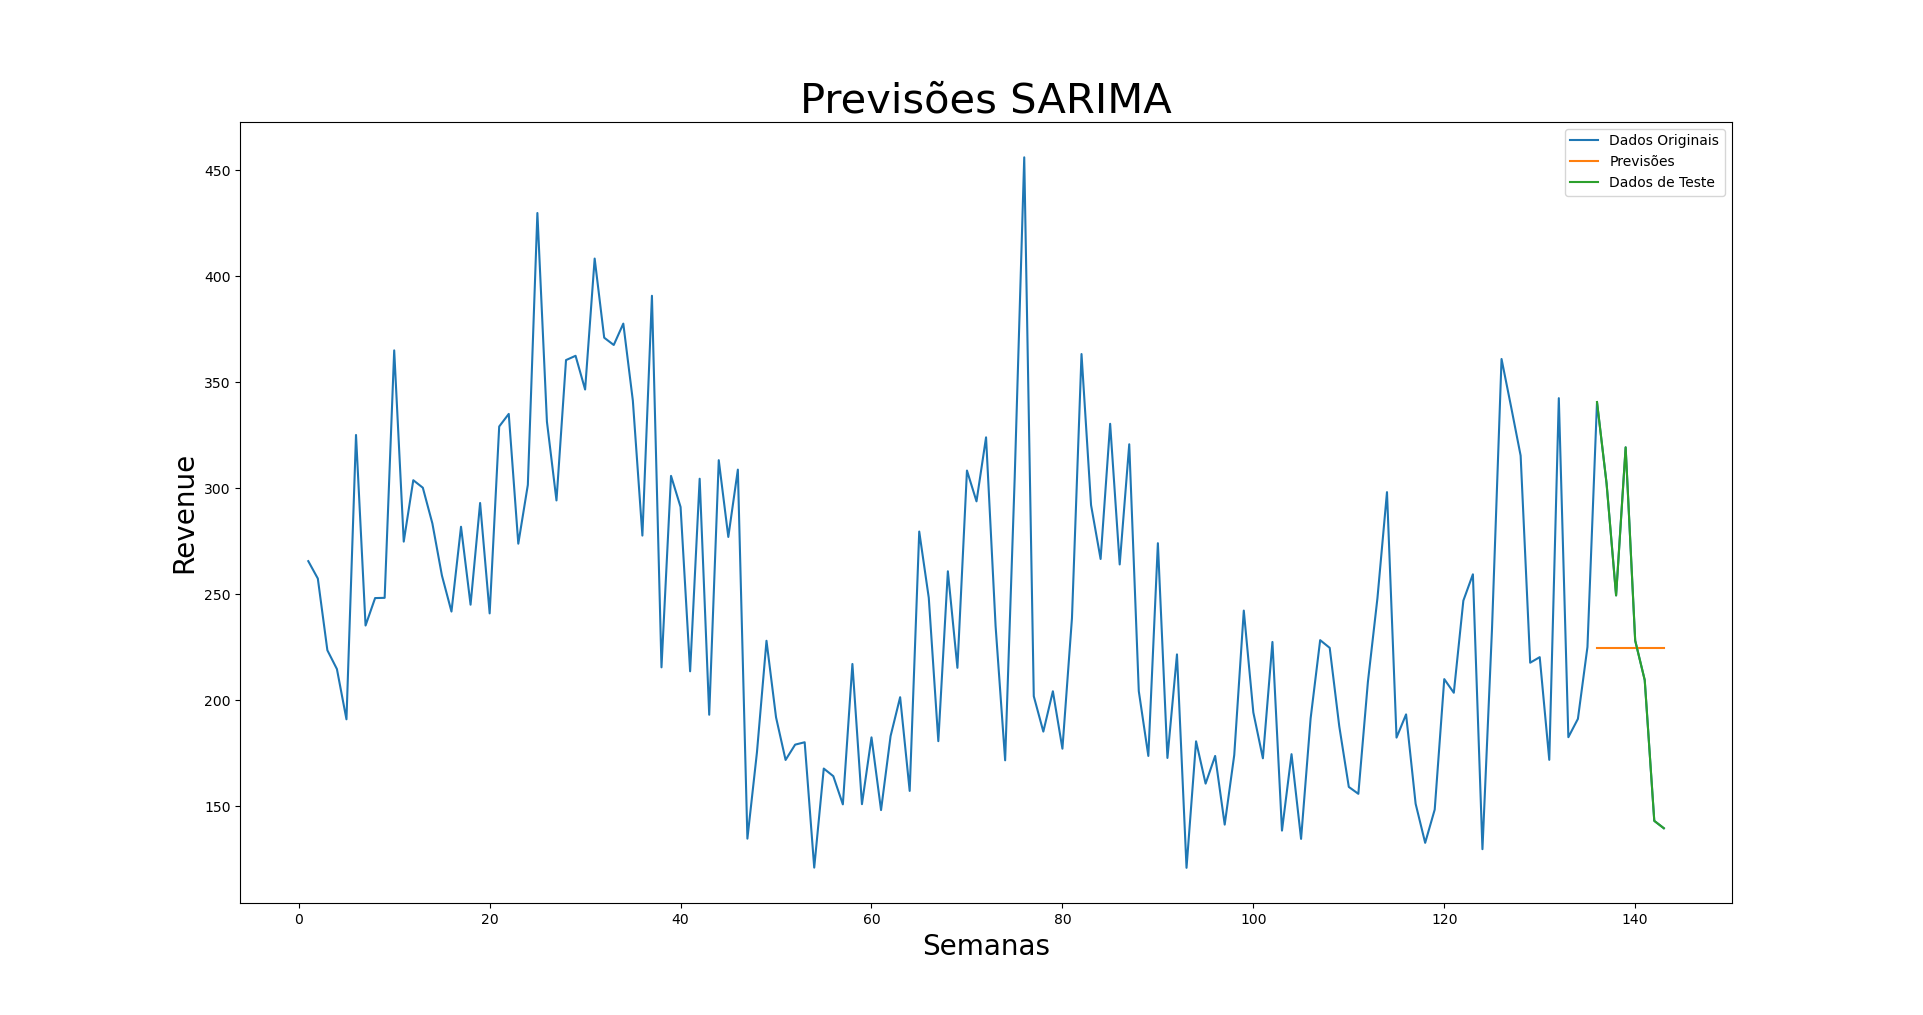 Previsões SARIMA
Dados Originais
Previsões
Dados de Teste
450
400
350
300
250
200
150
Revenue
0 20 40 60 80 100 120 140
Semanas